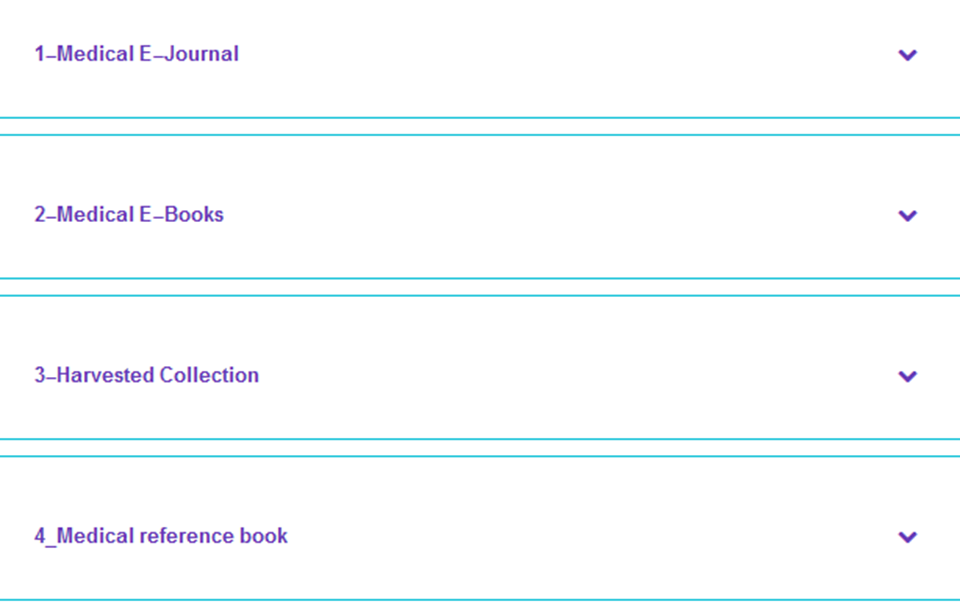 1–Medical E–Journal
2–Medical E–Books
3–Harvested Collection
4_Medical reference book